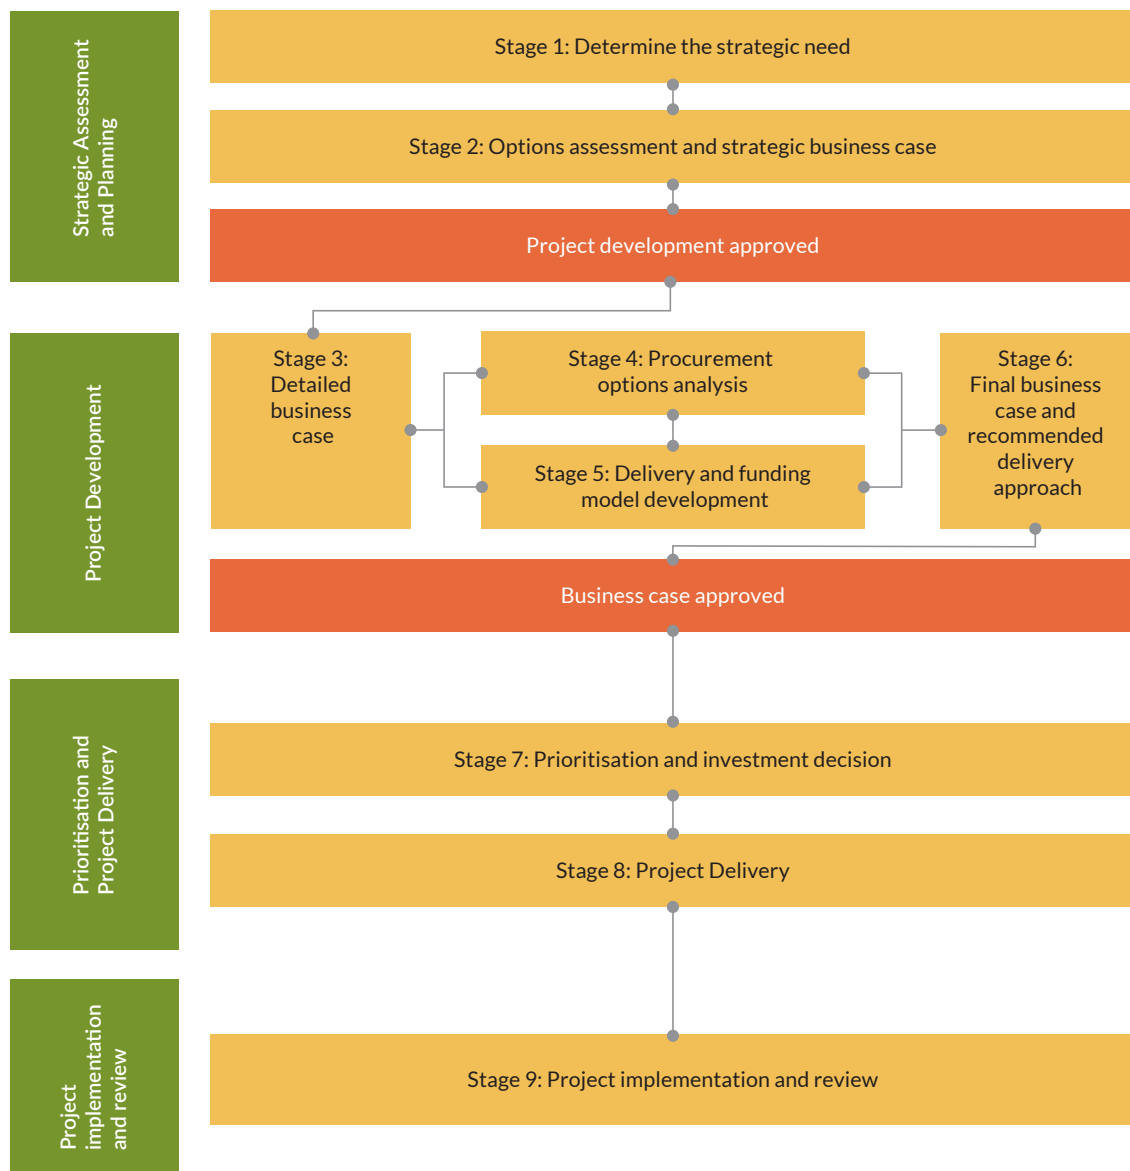 Strategic Assessment
and Planning
Stage 1: Determine the strategic need
Stage 2: Options assessment and strategic business case
Project development approved
Project Development
Stage 3:
Detailed
business
case
Stage 4: Procurement
options analysis
Stage 5: Delivery and funding
model development
Stage 6:
Final business
case and
recommended
delivery
approach
Business case approved
Prioritisation and
Project Delivery
Stage 7: Prioritisation and investment decision
Stage 8: Project Delivery
Project
implementation
and review
Stage 9: Project implementation and review